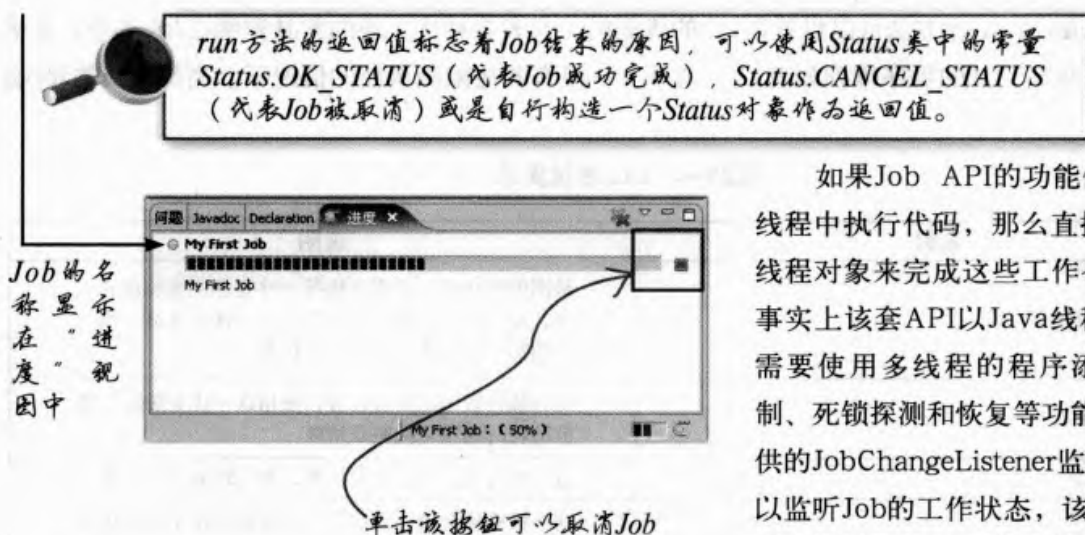 run方法的返回值标志着Job结束的原因，可以使用Status类中的常量
Status.OK_STATUS（代表Job成功完成），Status.CANCEL_STATUS
（代表Job被取消）或是自行构造一个Status对象作为返回值。
问题 Javadoc Declaration 进度
My First Job
My First Job
My First Job：（50%）
Job的名
称显示
在“进
度”视
图中
单击该按钮可以取消Job
如果Job API的功能
线程中执行代码，那么直
线程对象来完成这些工作
事实上该套API以Java线
需要使用多线程的程序
制、死锁探测和恢复等功能
供的JobChangeListener监
以监听Job的工作状态，该